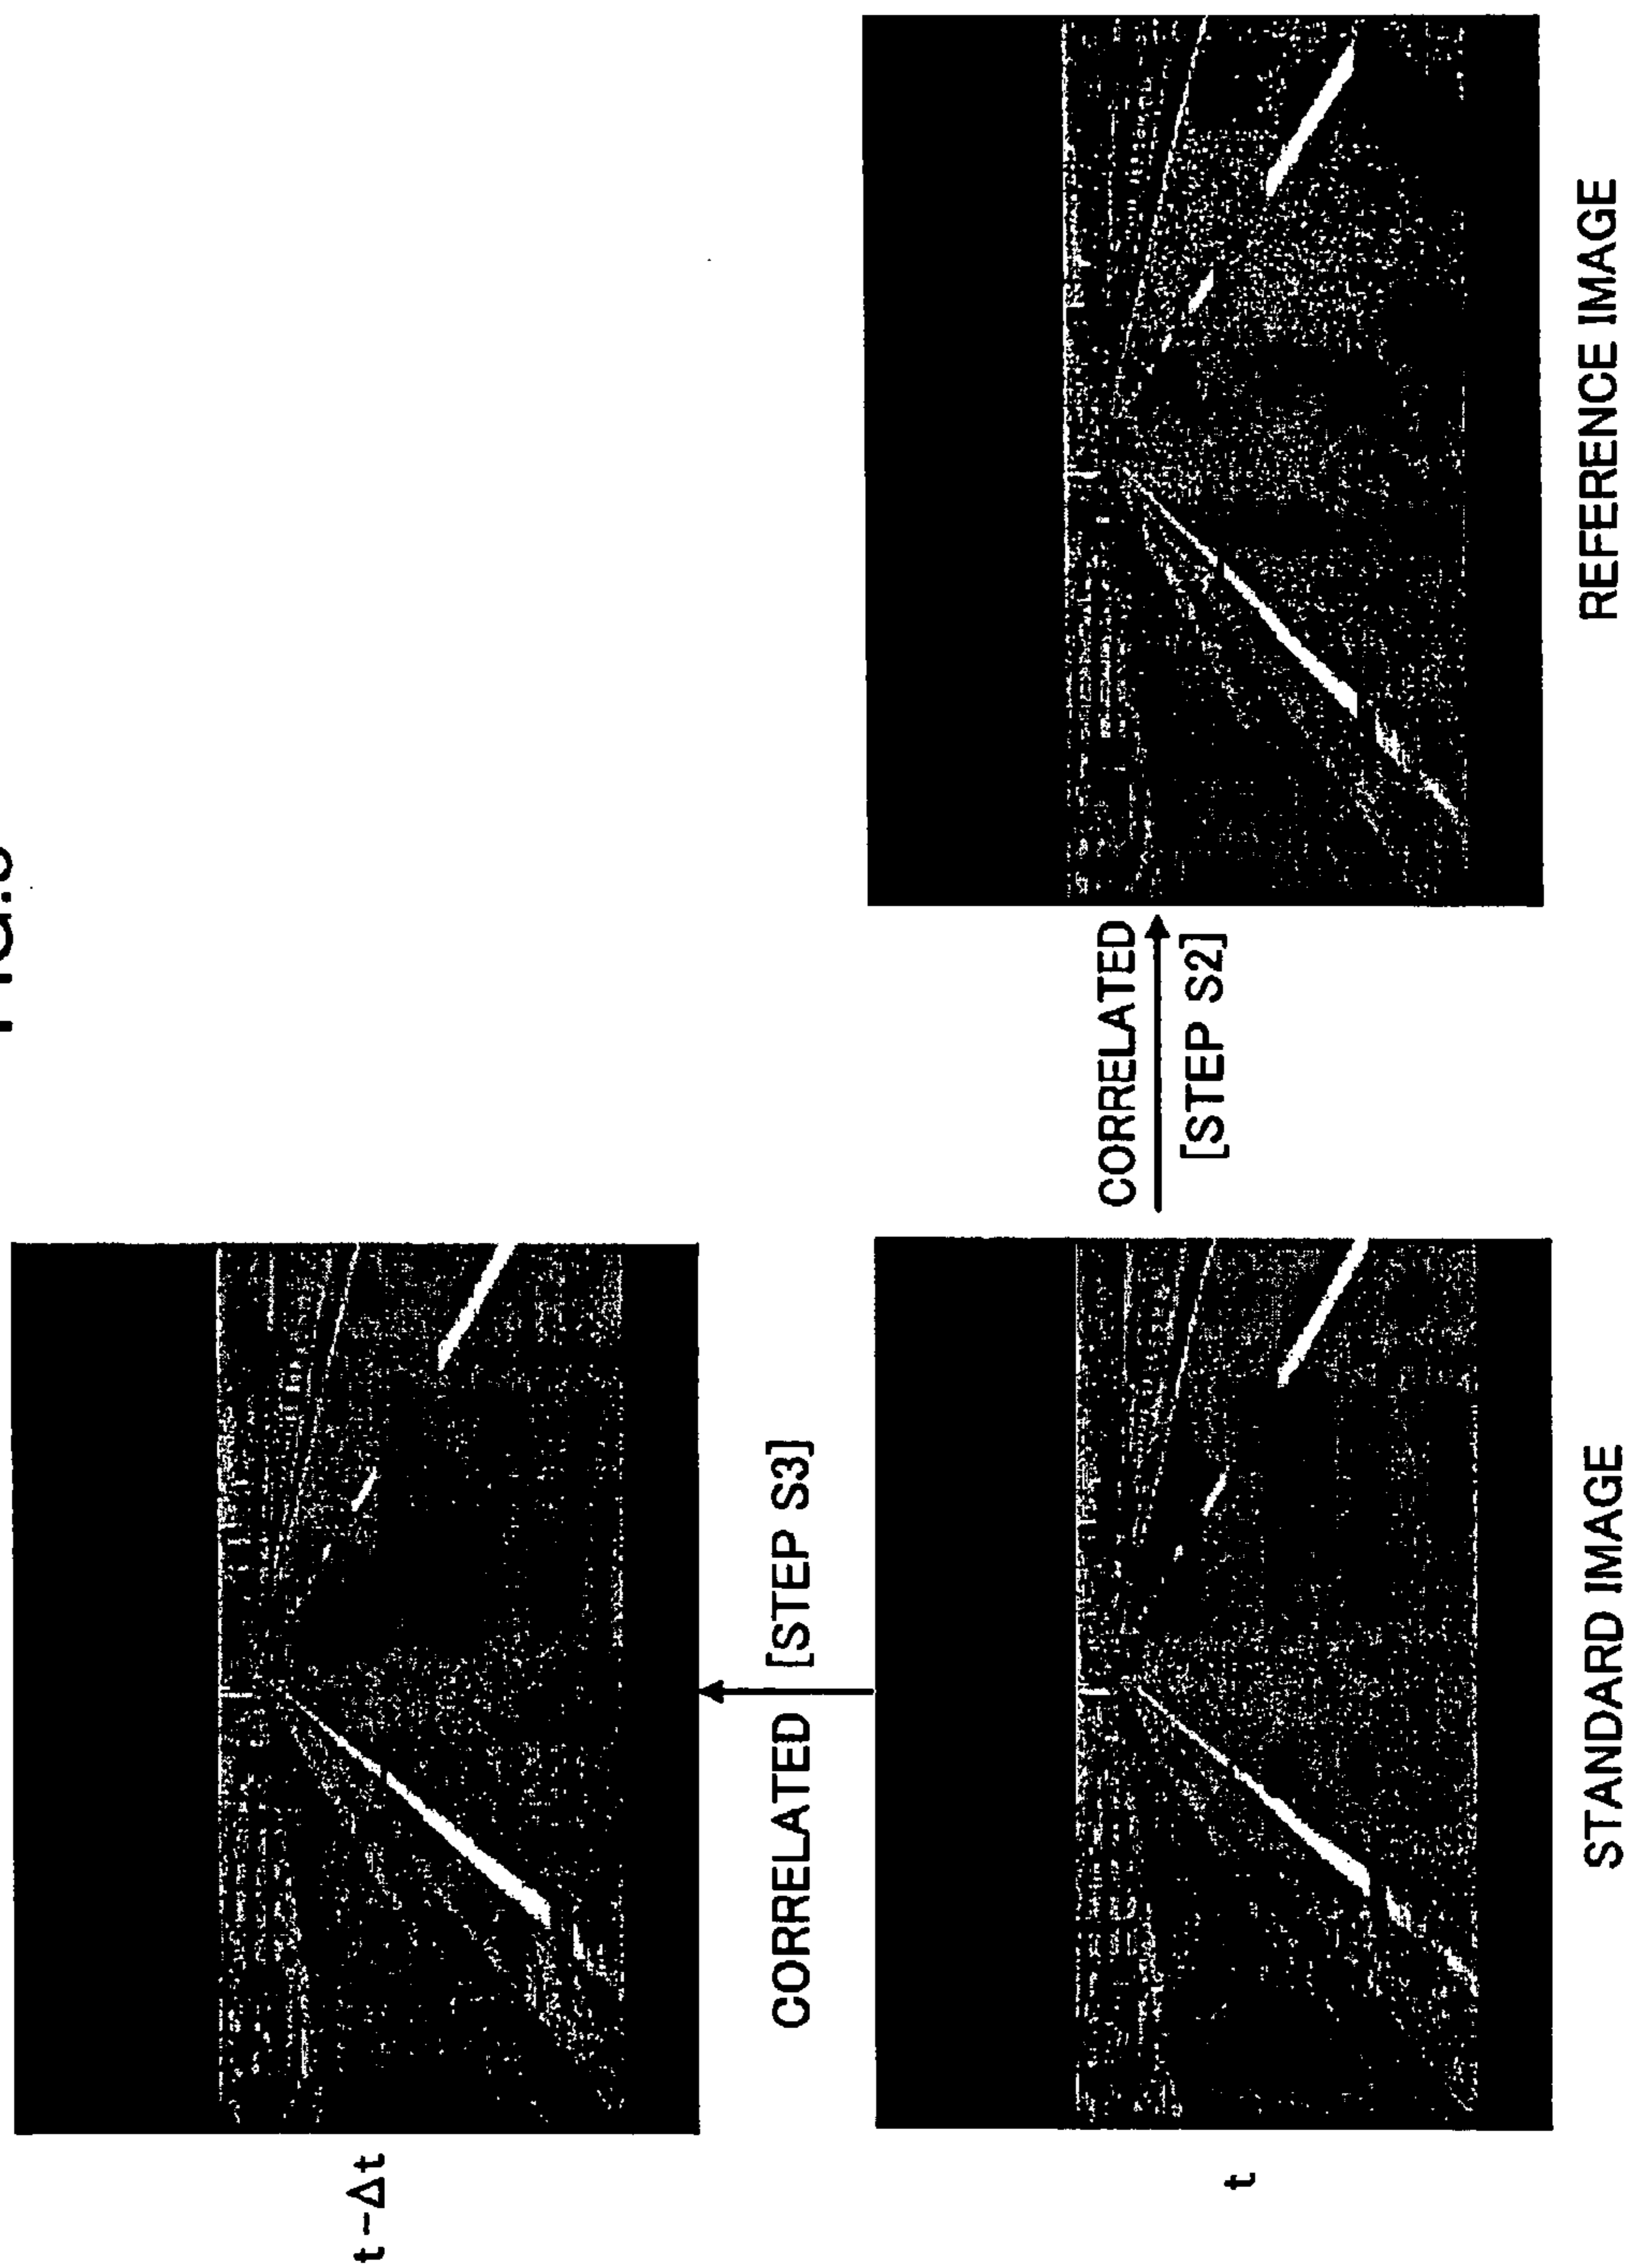 t-Δt
CORRELATED [STEP S3]
t
CORRELATED
[STEP S2]
STANDARD IMAGE
REFERENCE IMAGE